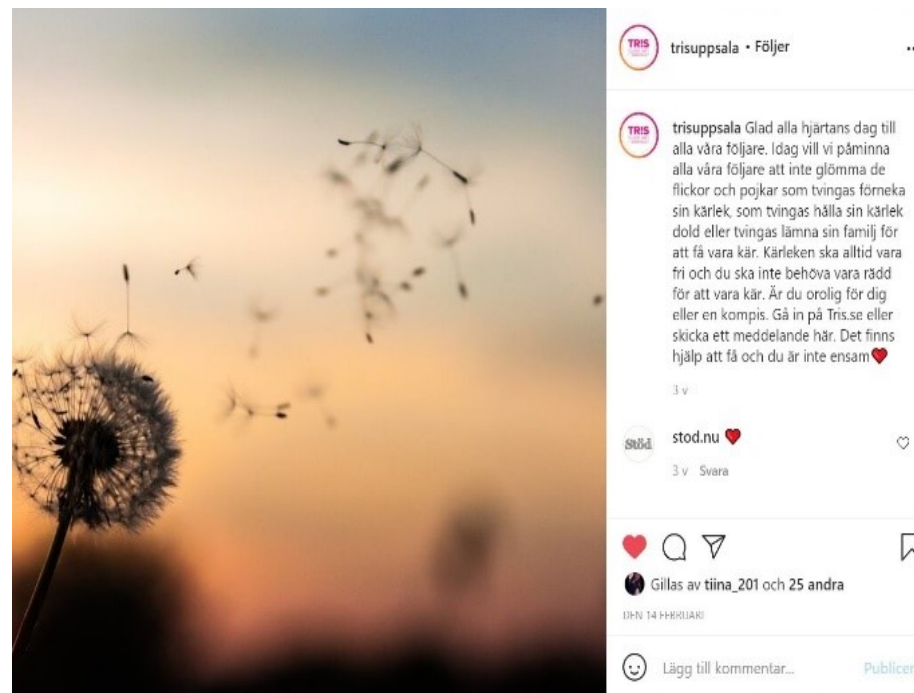 TRIS
trisuppsala • Följer
TRIS
trisuppsala Glad alla hjärtans dag till
alla våra följare. Idag vill vi påminna
alla våra följare att inte glömma de
flickor och pojkar som tvingas förneka
sin kärlek, som tvingas hålla sin kärlek
dold eller tvingas lämna sin familj för
att få vara kär. Kärleken ska alltid vara
fri och du ska inte behöva vara rädd
för att vara kär. Är du orolig för dig
eller en kompis. Gå in på Tris.se eller
skicka ett meddelande här. Det finns
hjälp att få och du är inte ensam❤️
3 v
Stöd
stod.nu ❤️
3 v Svara
Gillas av tiina_201 och 25 andra
DEN 14 FEBRUARI
Lägg till kommentar... Publicer